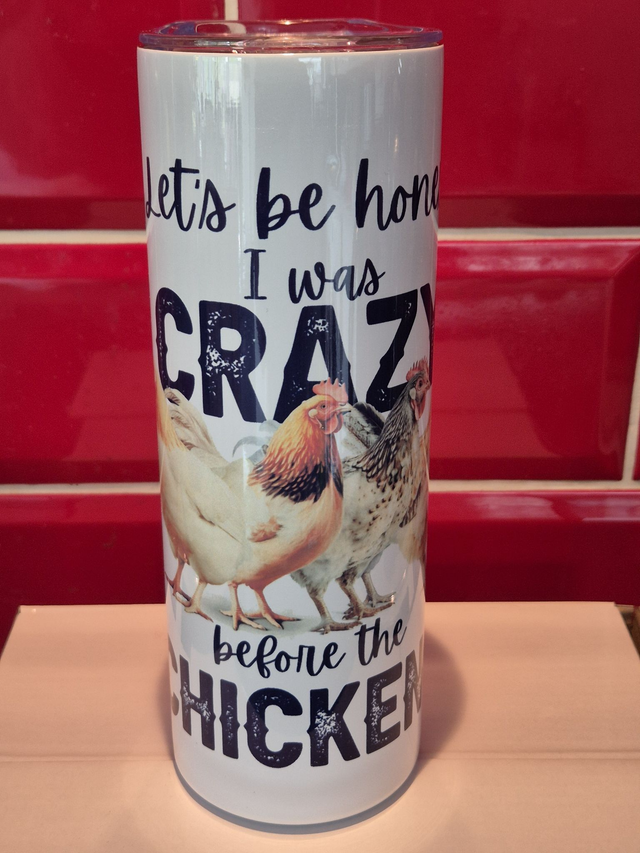 Let's be hone
I was
CRAZY
before the
CHICKEN